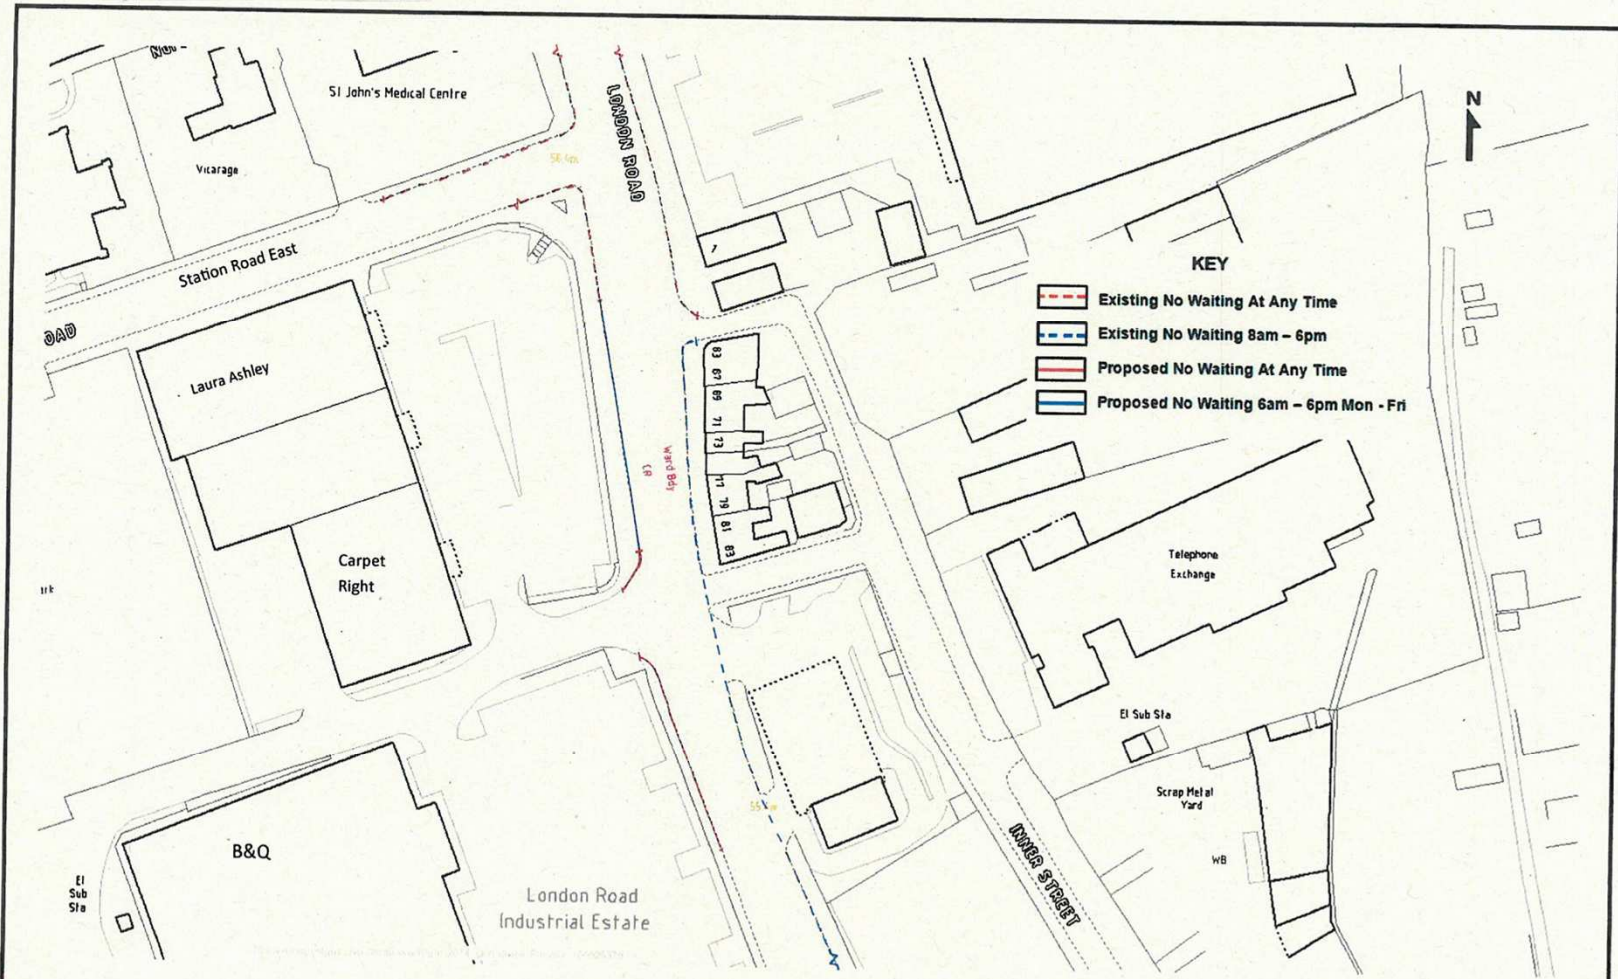 St John's Medical Centre
LONDON ROAD
N
Vicarage
Station Road East
KEY
Existing No Waiting At Any Time
Existing No Waiting 8am – 6pm
Proposed No Waiting At Any Time
Proposed No Waiting 6am – 6pm Mon - Fri
OAD
Laura Ashley
63
67
69
71
73
77
79
81
83
Ward Bdy
CR
Carpet
Right
Telephone
Exchange
El Sub Sta
Scrap Metal
Yard
WB
INNER STREET
B&Q
El
Sub
Sta
London Road
Industrial Estate